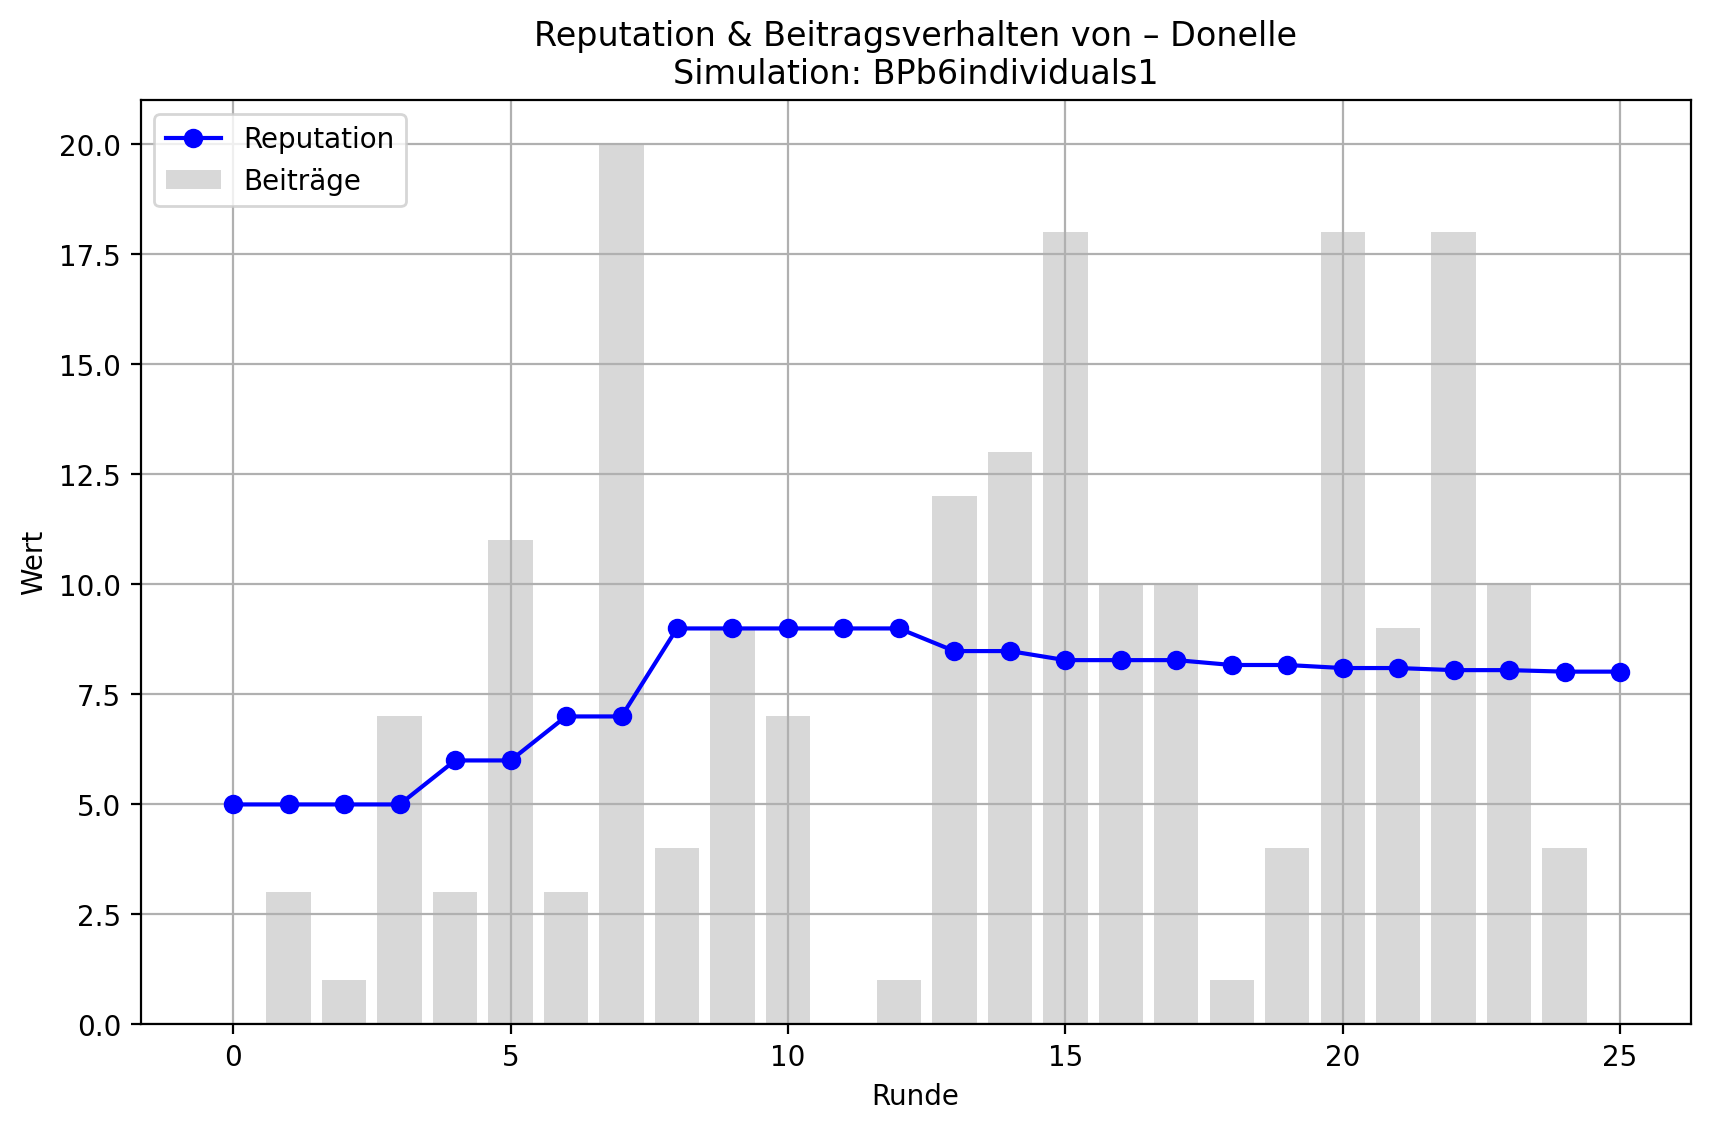 Reputation & Beitragsverhalten von – Donelle
Simulation: BPb6individuals1
Reputation
Beiträge
20.0
17.5
15.0
12.5
10.0
7.5
5.0
2.5
0.0
Wert
0 5 10 15 20 25
Runde